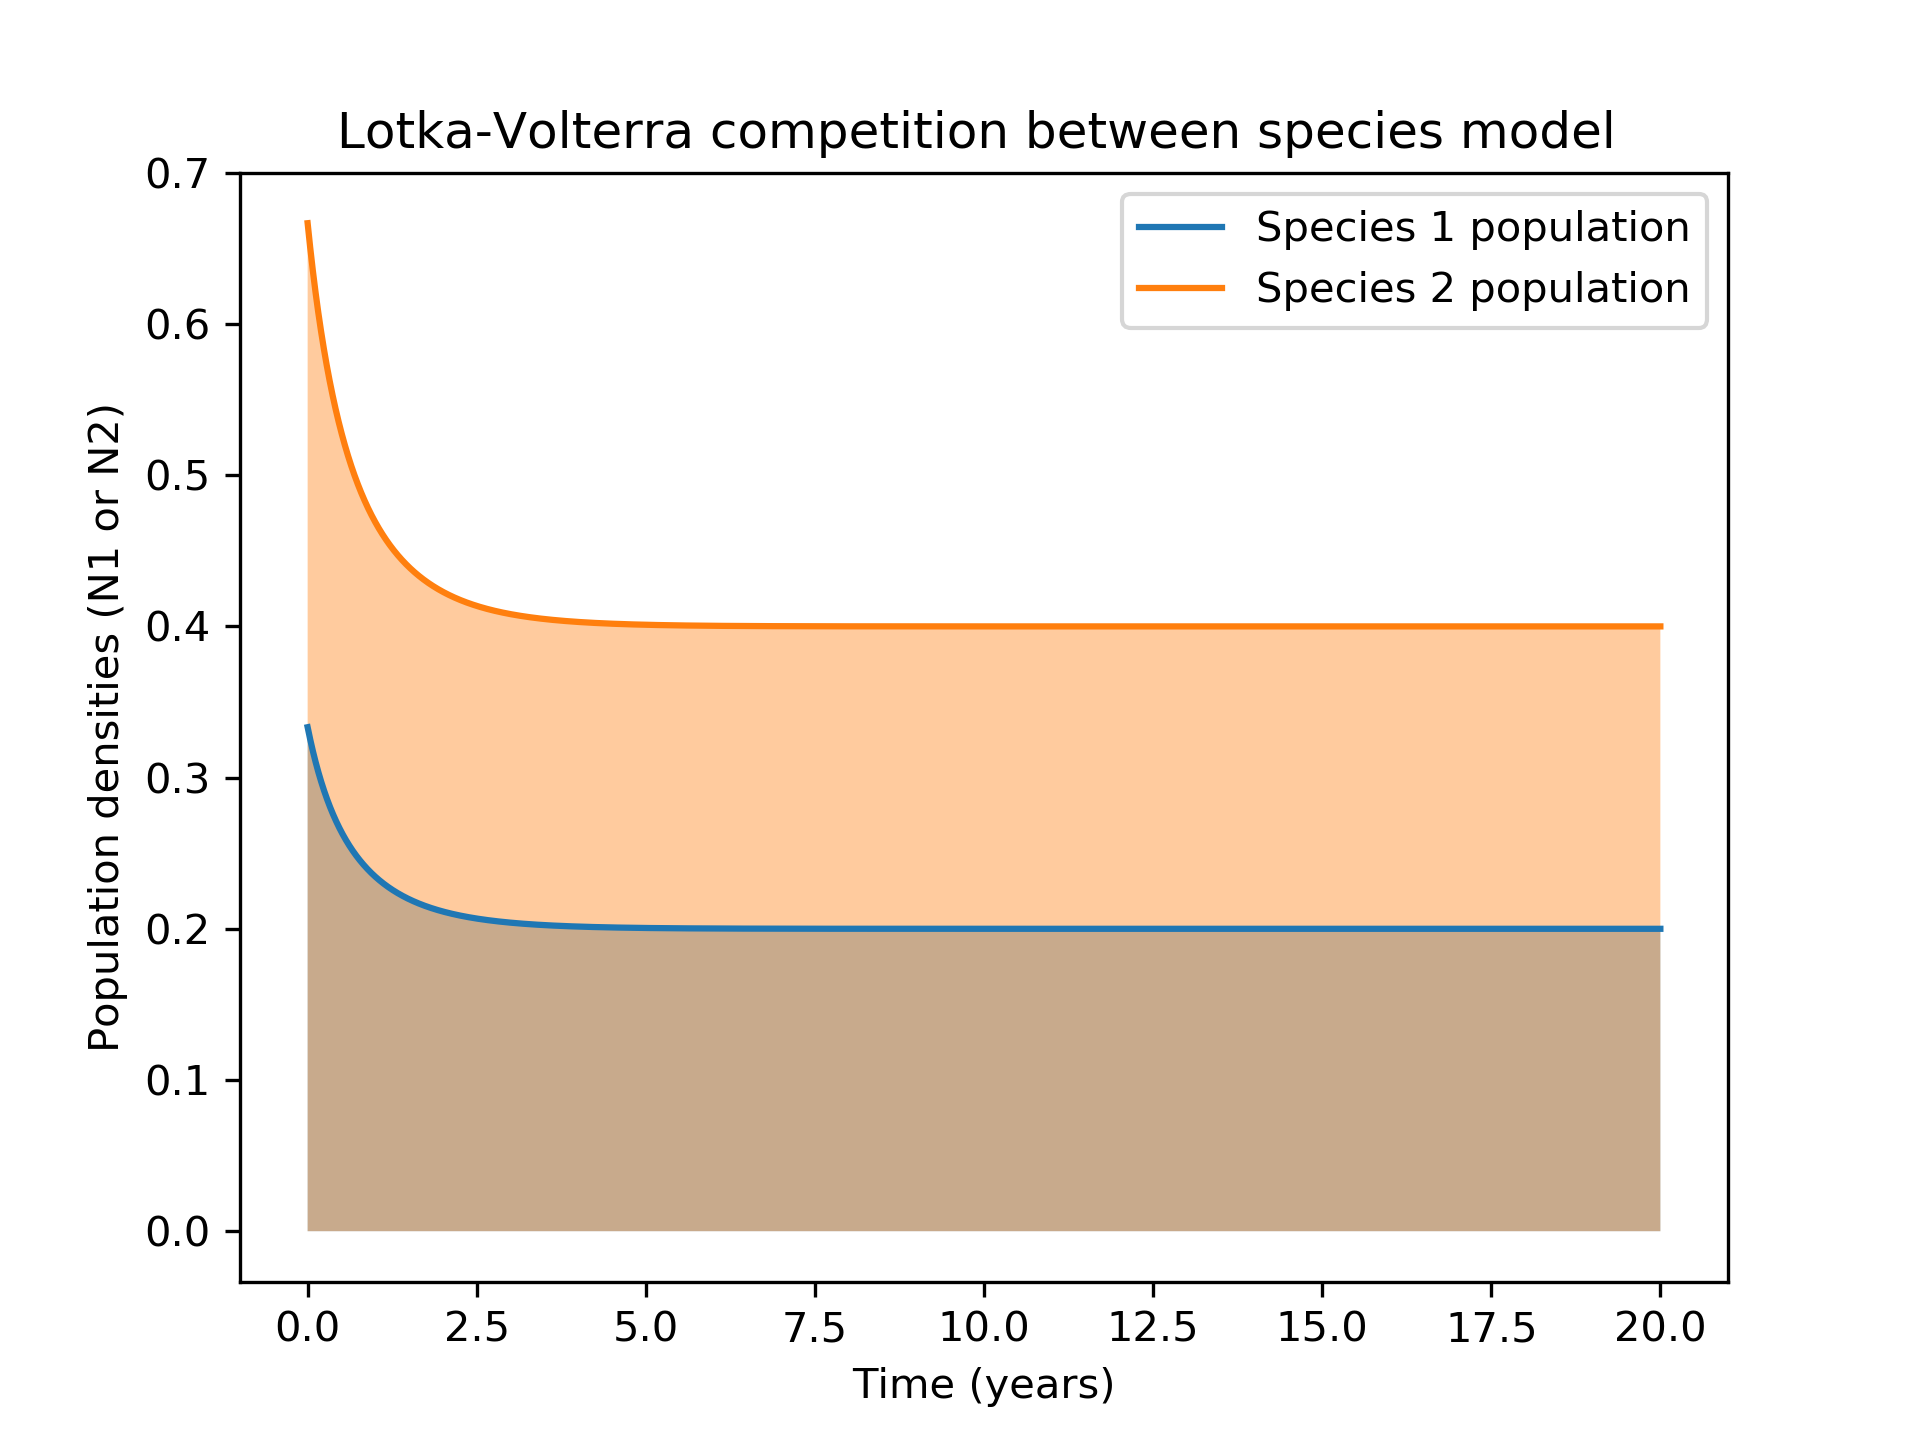 Lotka-Volterra competition between species model
Species 1 population
Species 2 population
Population densities (N1 or N2)
0.7
0.6
0.5
0.4
0.3
0.2
0.1
0.0
0.0 2.5 5.0 7.5 10.0 12.5 15.0 17.5 20.0
Time (years)